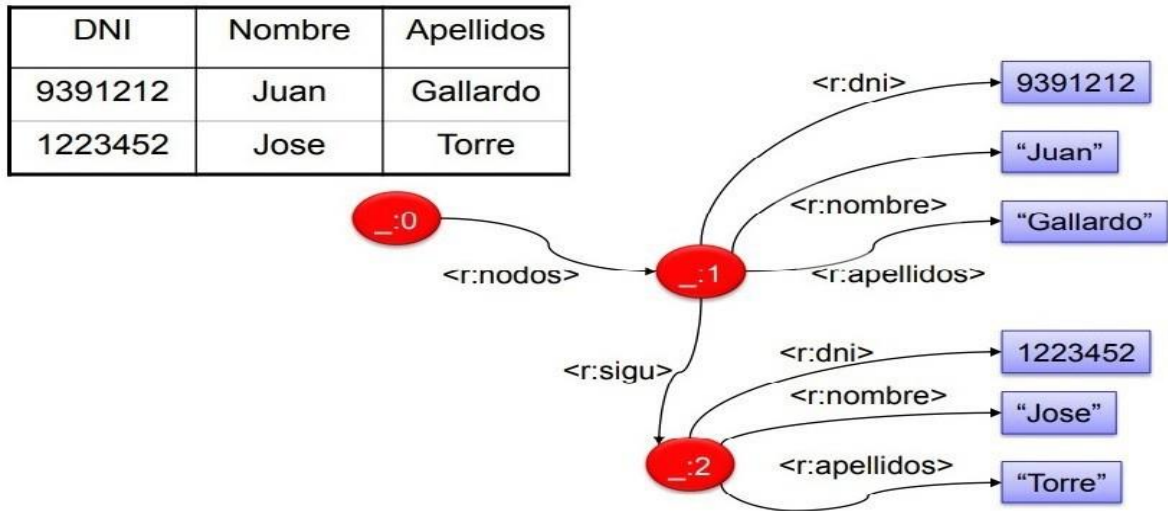 DNI Nombre Apellidos
9391212 Juan Gallardo
1223452 Jose Torre
<r:dni> 9391212
“Juan”
_:0
<r:nombre>
“Gallardo”
<r:nodos> _:1 <r:apellidos>
<r:sigu>
<r:dni> 1223452
<r:nombre>
“Jose”
_:2
<r:apellidos>
“Torre”